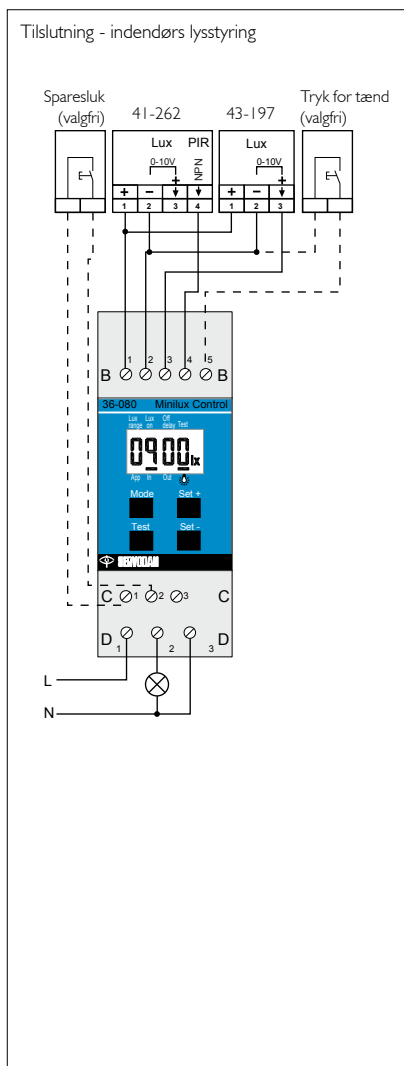 Tilslutning - indendørs lysstyring
Sparesluk
(valgfri)
41-262
43-197
Tryk for tænd
(valgfri)
Lux
PIR
0-10V
NPN
+ − + 
1 2 3 4
Lux
0-10V
+ − +
1 2 3
1 2 3 4 5
B B
36-080 Minilux Control
Lux range
Lux on
Off delay
Test
0900lx
App In Out
Mode Set +
Test Set -
SERVODAN
C 1 2 3 C
D D
1 2 3
L
N